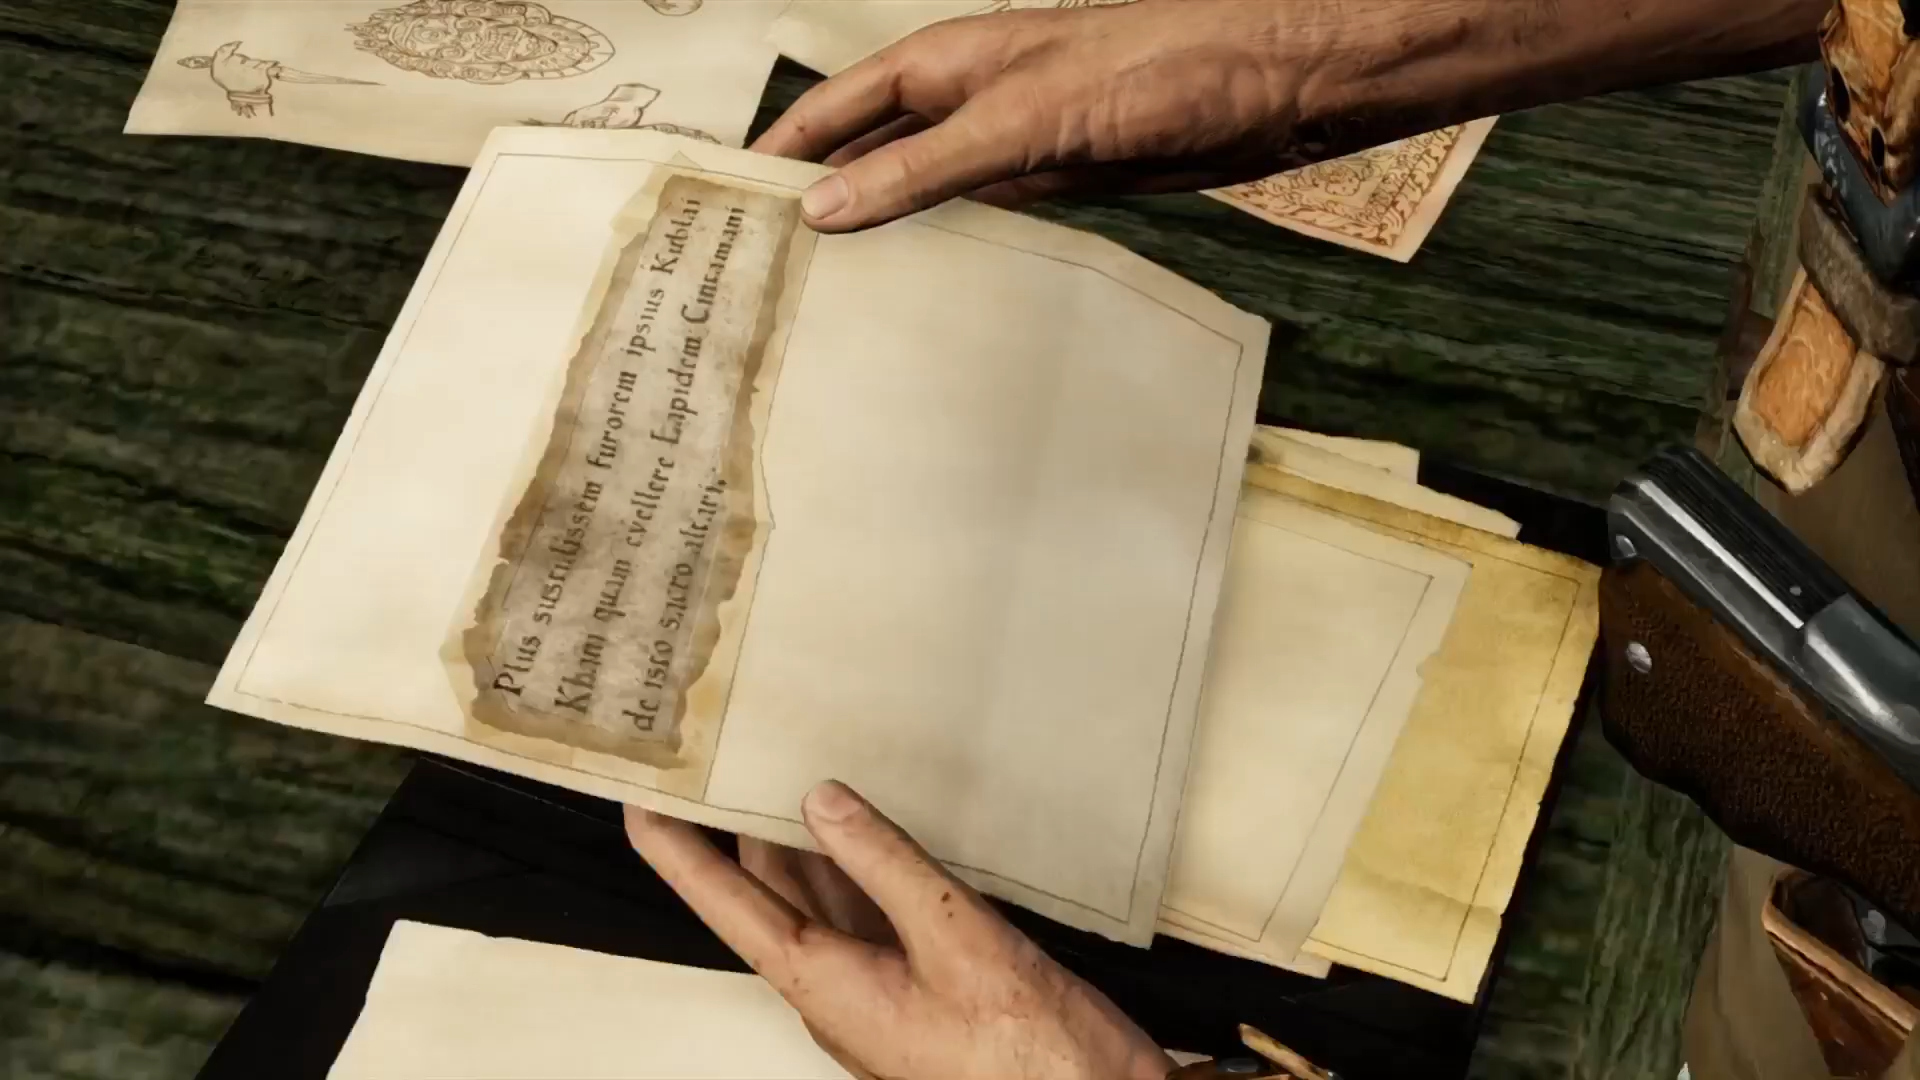 Plus sustulissem furorem ipsius Kublai
Khani quam evellere Lapidem Cintamani
de isto sacro altari.